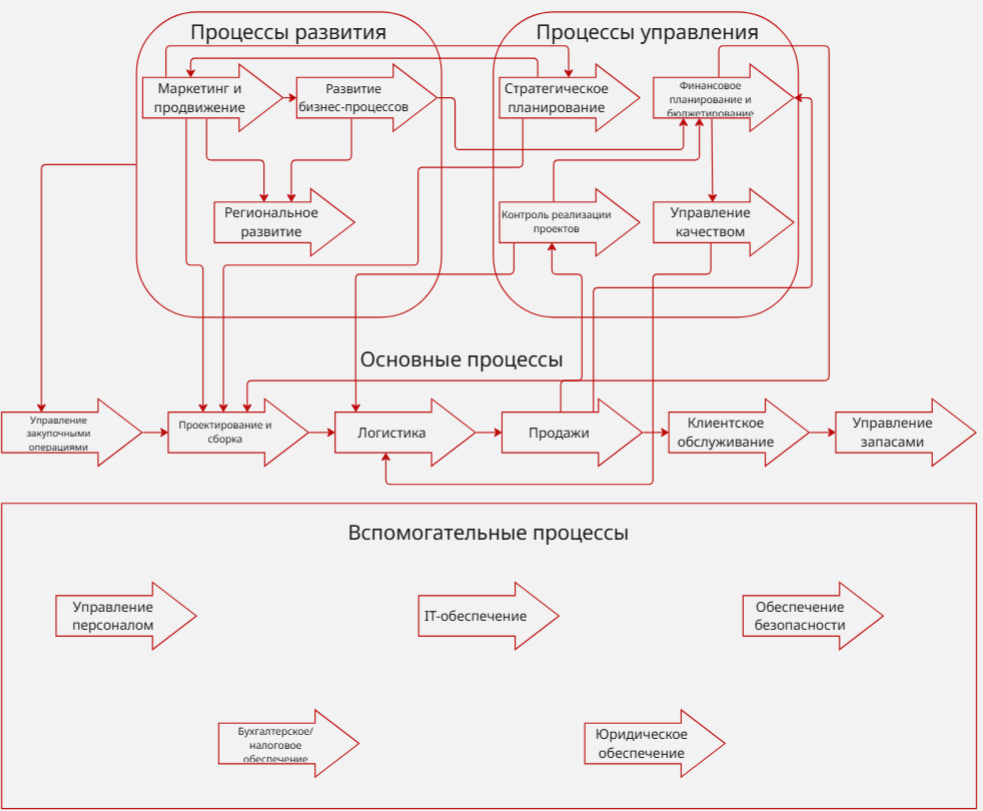 Процессы развития
Процессы управления
Маркетинг и
продвижение
Развитие
бизнес-процессов
Стратегическое
планирование
Финансовое
планирование и
бюджетирование
Региональное
развитие
Контроль реализации
проектов
Управление
качеством
Основные процессы
Управление
закупочными
операциями
Проектирование и
сборка
Логистика
Продажи
Клиентское
обслуживание
Управление
запасами
Вспомогательные процессы
Управление
персоналом
IT-обеспечение
Обеспечение
безопасности
Бухгалтерское/
налоговое
обеспечение
Юридическое
обеспечение